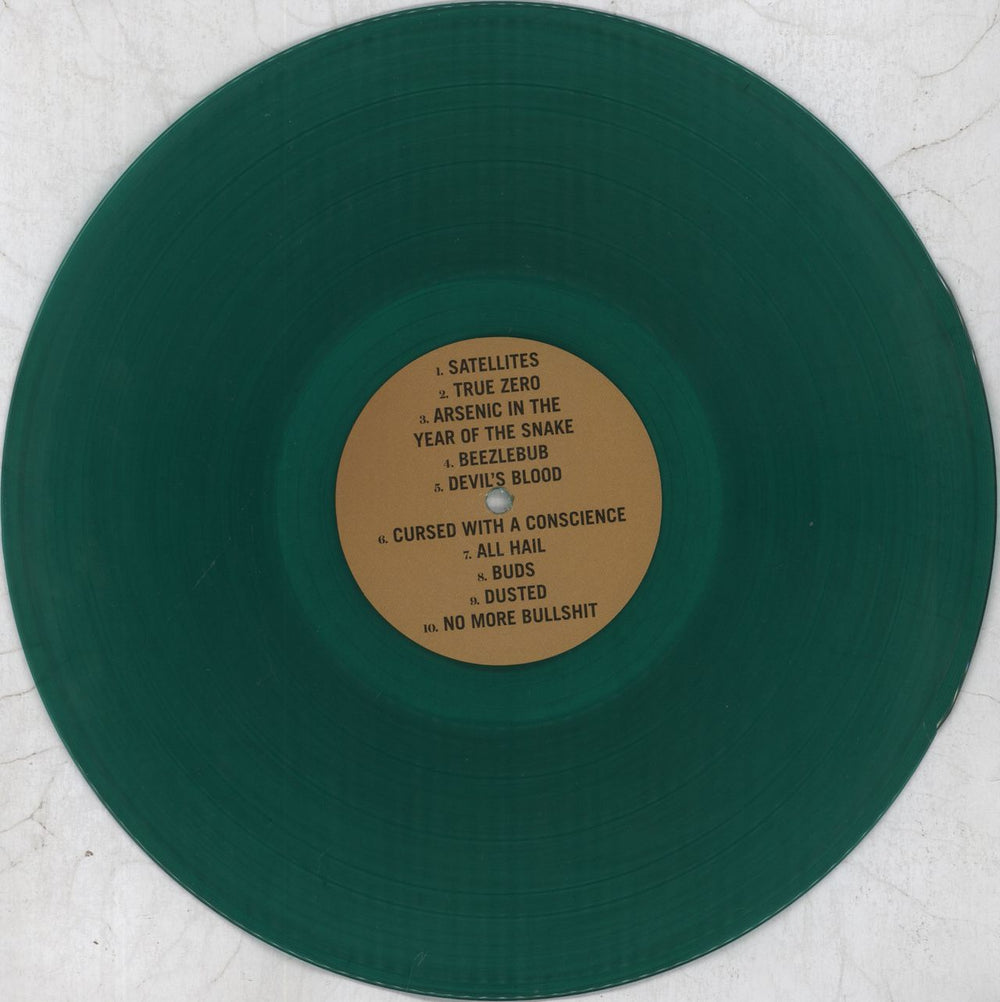 1. SATELLITES
2. TRUE ZERO
3. ARSENIC IN THE
YEAR OF THE SNAKE
4. BEEZLEBUB
5. DEVIL'S BLOOD
6. CURSED WITH A CONSCIENCE
7. ALL HAIL
8. BUDS
9. DUSTED
10. NO MORE BULLSHIT